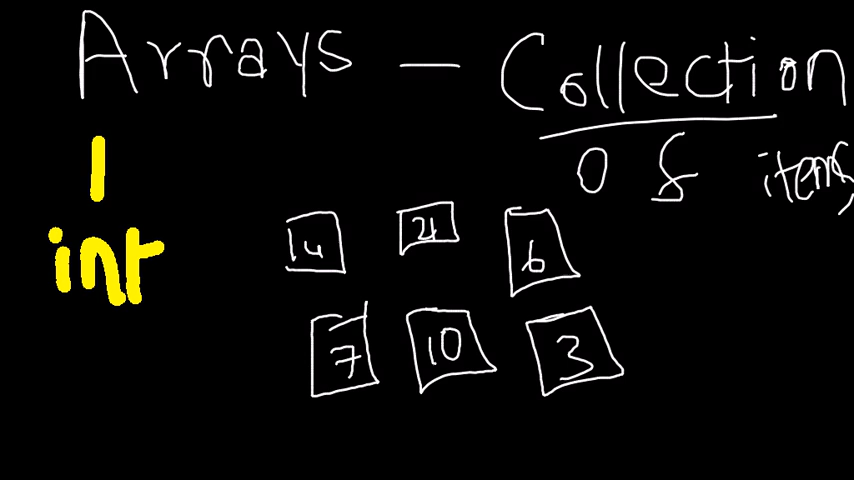 Arrays - Collection
of items
1
int
14 21 6
7 10 3